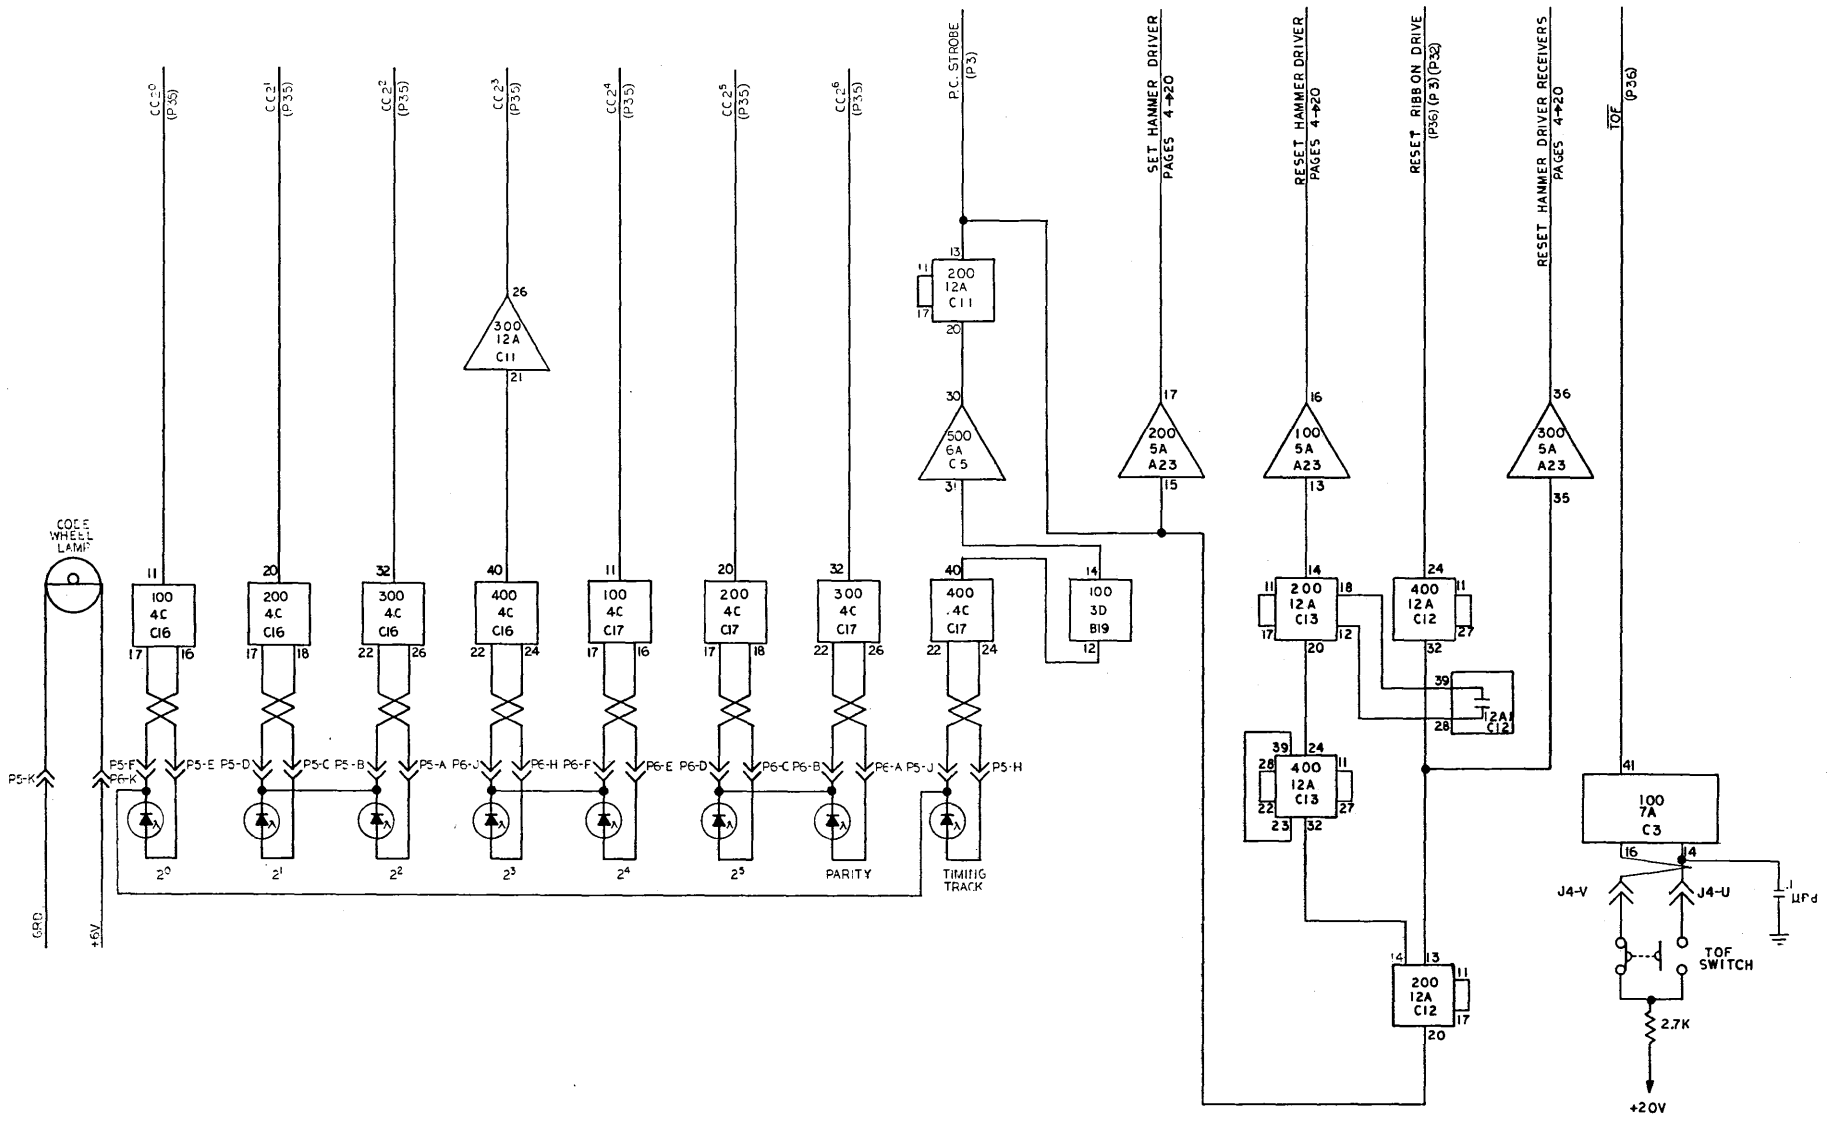 CC2⁰
(P35)
CC2¹
(P35)
CC2²
(P35)
CC2³
(P35)
CC2⁴
(P35)
CC2⁵
(P35)
CC2⁶
(P35)
P.C. STROBE
(P3)
SET HAMMER DRIVER
PAGES 4→20
RESET HAMMER DRIVER
PAGES 4→20
RESET RIBBON DRIVE
(P36) (P3) (P32)
RESET HAMMER DRIVER RECEIVERS
PAGES 4→20
TOF
(P36)
13
11
200
12A
C11
17
20
26
300
12A
C11
21
30
500
6A
C5
31
17
200
5A
A23
15
16
100
5A
A23
13
36
300
5A
A23
35
CODE
WHEEL
LAMP
11
100
4C
C16
17 16
20
200
4C
C16
17 18
32
300
4C
C16
22 26
40
400
4C
C16
22 24
11
100
4C
C17
17 16
20
200
4C
C17
17 18
32
300
4C
C17
22 26
40
400
4C
C17
22 24
14
100
3D
B19
12
14
11 200 18
12A
C13
17 12
20
24
400 11
12A
C12
27
32
39
12A1
C12
28
39 24
28 400 11
12A
C13
22 27
23 32
41
100
7A
C3
16 14
P5-K
P6-K
P5-F
P5-E
P5-D
P5-C
P5-B
P5-A
P6-J
P6-H
P6-F
P6-E
P6-D
P6-C
P6-B
P6-A
P5-J
P5-H
λ
λ
λ
λ
λ
λ
λ
λ
2⁰
2¹
2²
2³
2⁴
2⁵
PARITY
TIMING
TRACK
GRD
+6V
J4-V
J4-U
.1
µµfd
TOF
SWITCH
14 13
200 11
12A
C12
17
20
2.7K
+20V